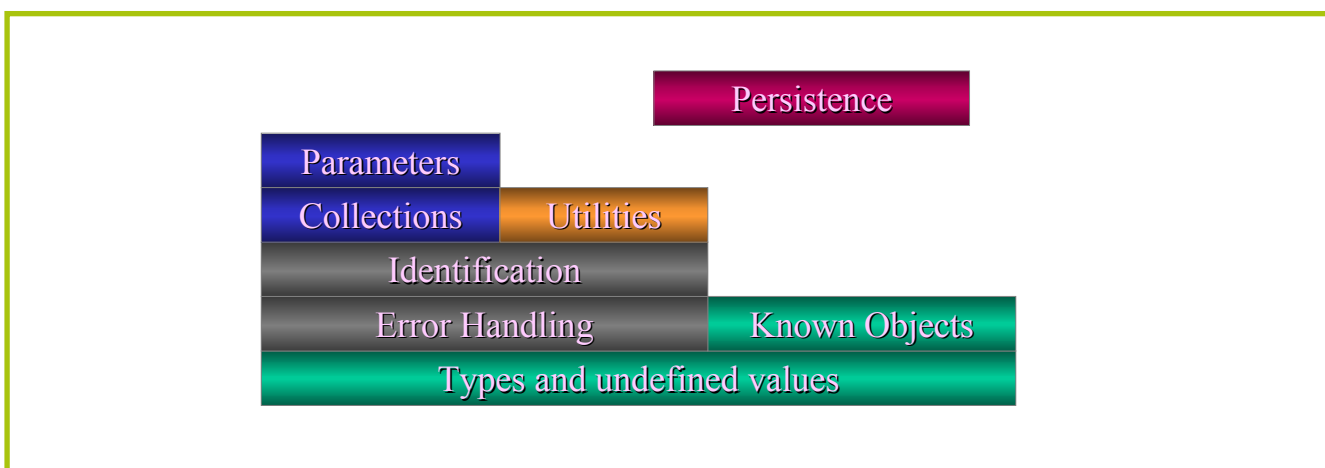 Persistence
Parameters
Collections
Utilities
Identification
Error Handling
Known Objects
Types and undefined values